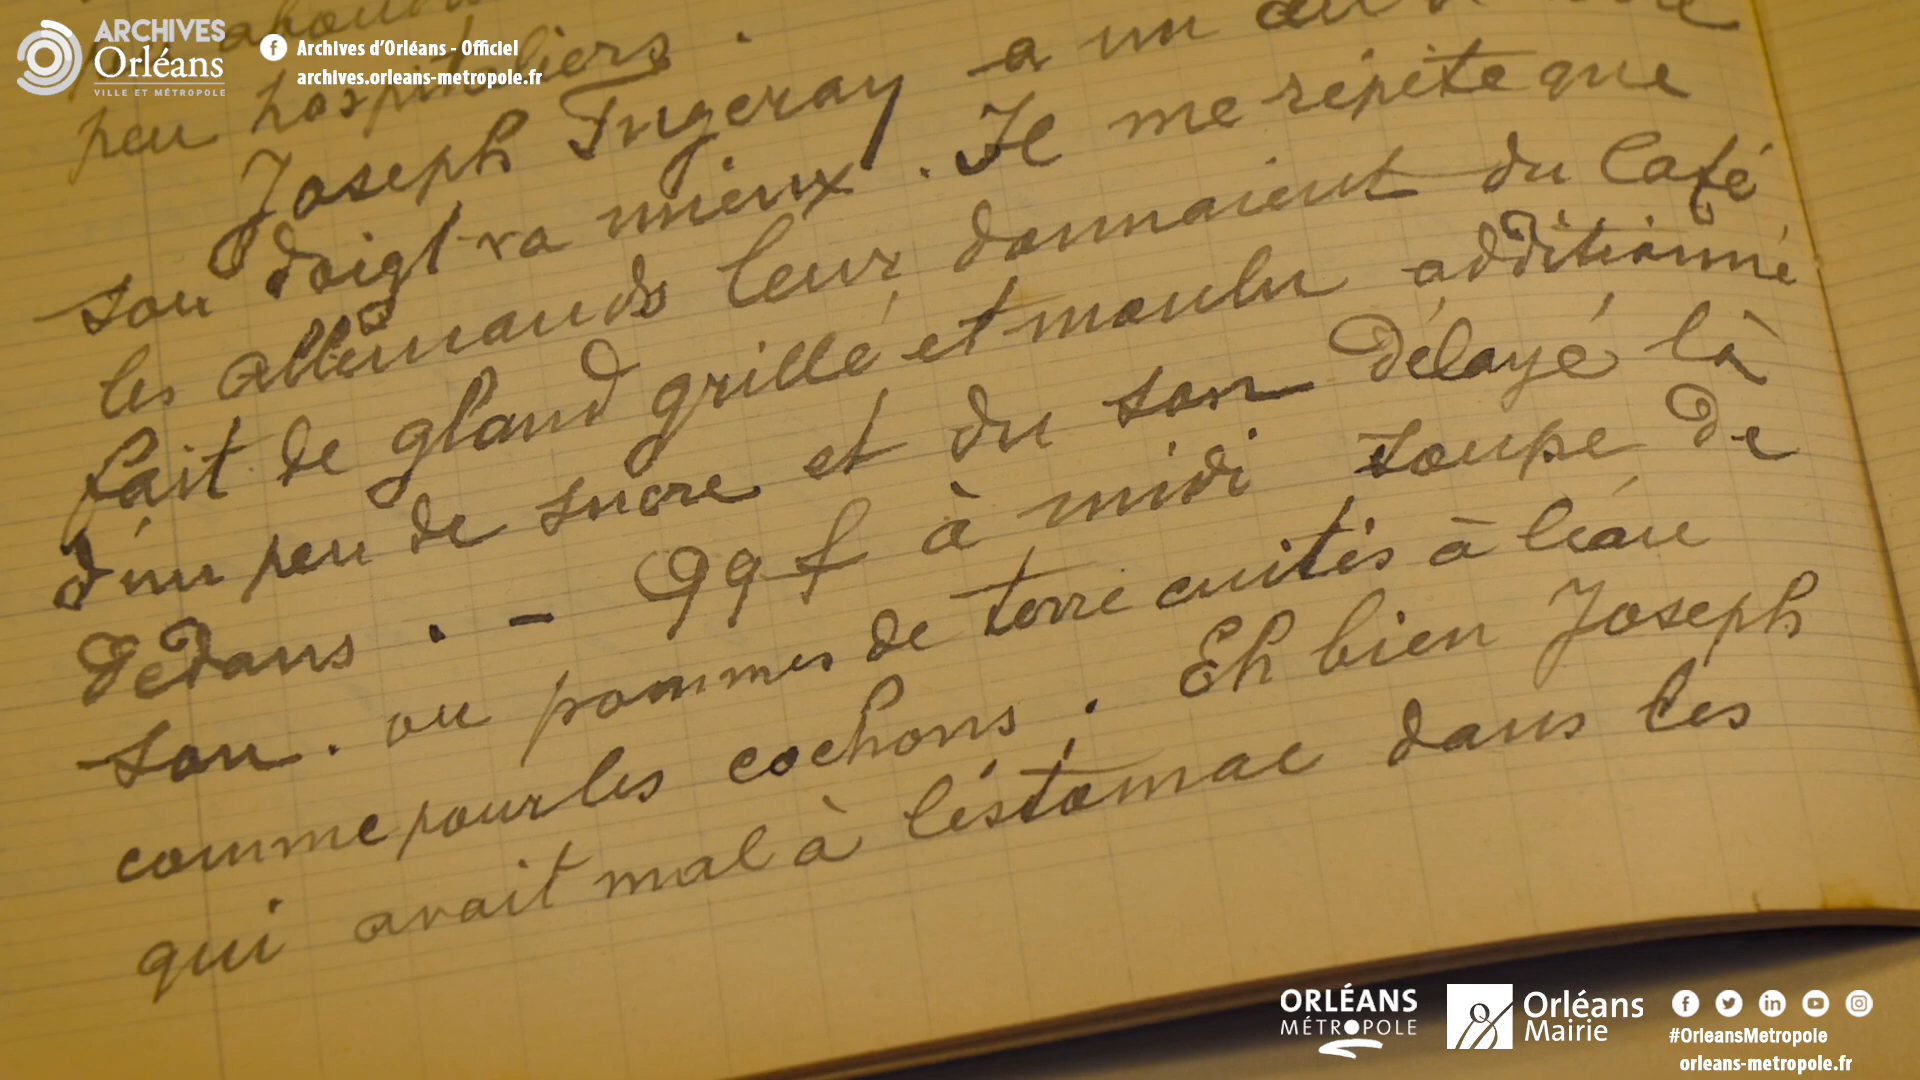 ARCHIVES
Orléans
VILLE ET MÉTROPOLE
Archives d'Orléans - Officiel
archives.orleans-metropole.fr
peu hospitaliers.
Joseph Fugeray a un
son doigt va mieux. Il me répète que
les allemands leur donnaient du Café
fait de gland grillé et moulu additionné
d'un peu de sucre et du son délayé là
dedans. - 99 f à midi soupe de
son. ou pommes de terre cuites à l'eau
comme pour les cochons. Eh bien Joseph
qui avait mal à l'éstomac dans les
ORLÉANS
MÉTROPOLE
Orléans
Mairie
#OrleansMetropole
orleans-metropole.fr